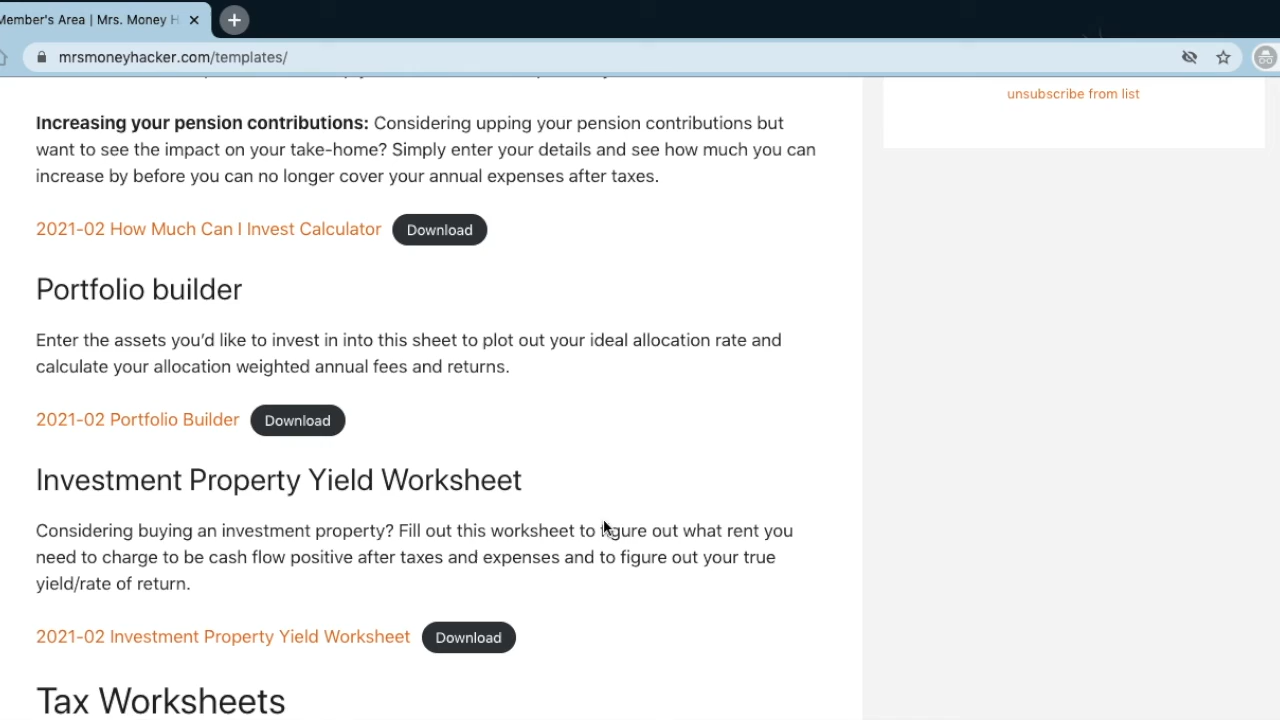 Member's Area | Mrs. Money H
mrsmoneyhacker.com/templates/
unsubscribe from list
Increasing your pension contributions: Considering upping your pension contributions but
want to see the impact on your take-home? Simply enter your details and see how much you can
increase by before you can no longer cover your annual expenses after taxes.
2021-02 How Much Can I Invest Calculator Download
Portfolio builder
Enter the assets you’d like to invest in into this sheet to plot out your ideal allocation rate and
calculate your allocation weighted annual fees and returns.
2021-02 Portfolio Builder Download
Investment Property Yield Worksheet
Considering buying an investment property? Fill out this worksheet to figure out what rent you
need to charge to be cash flow positive after taxes and expenses and to figure out your true
yield/rate of return.
2021-02 Investment Property Yield Worksheet Download
Tax Worksheets